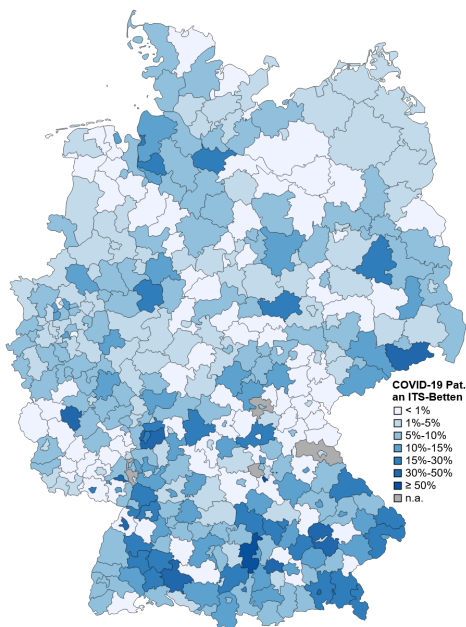 COVID-19 Pat.
an ITS-Betten
< 1%
1%-5%
5%-10%
10%-15%
15%-30%
30%-50%
≥ 50%
n.a.